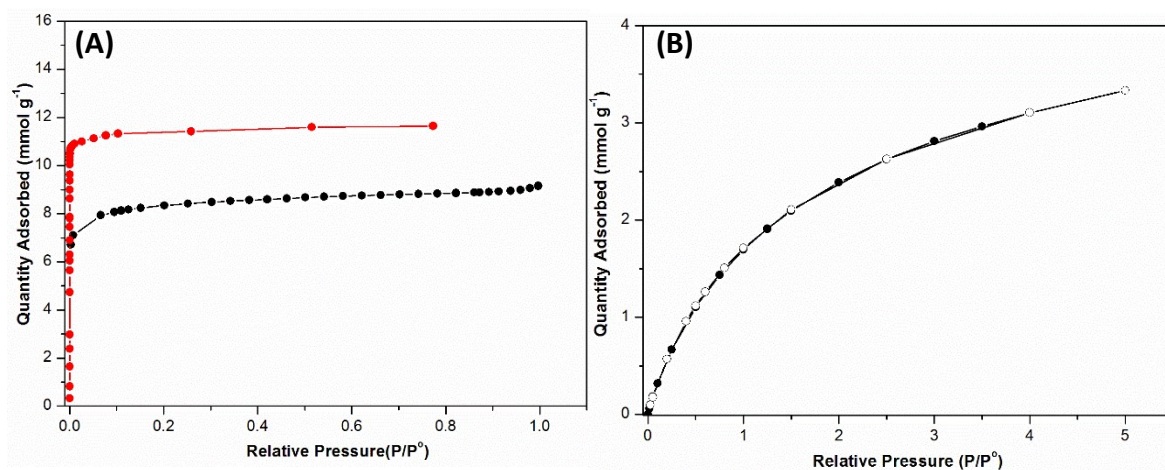 (A)
Quantity Adsorbed (mmol g⁻¹)
16
14
12
10
8
6
4
2
0
0.0 0.2 0.4 0.6 0.8 1.0
Relative Pressure(P/P°)
(B)
Quantity Adsorbed (mmol g⁻¹)
4
3
2
1
0
0 1 2 3 4 5
Relative Pressure (P/P°)